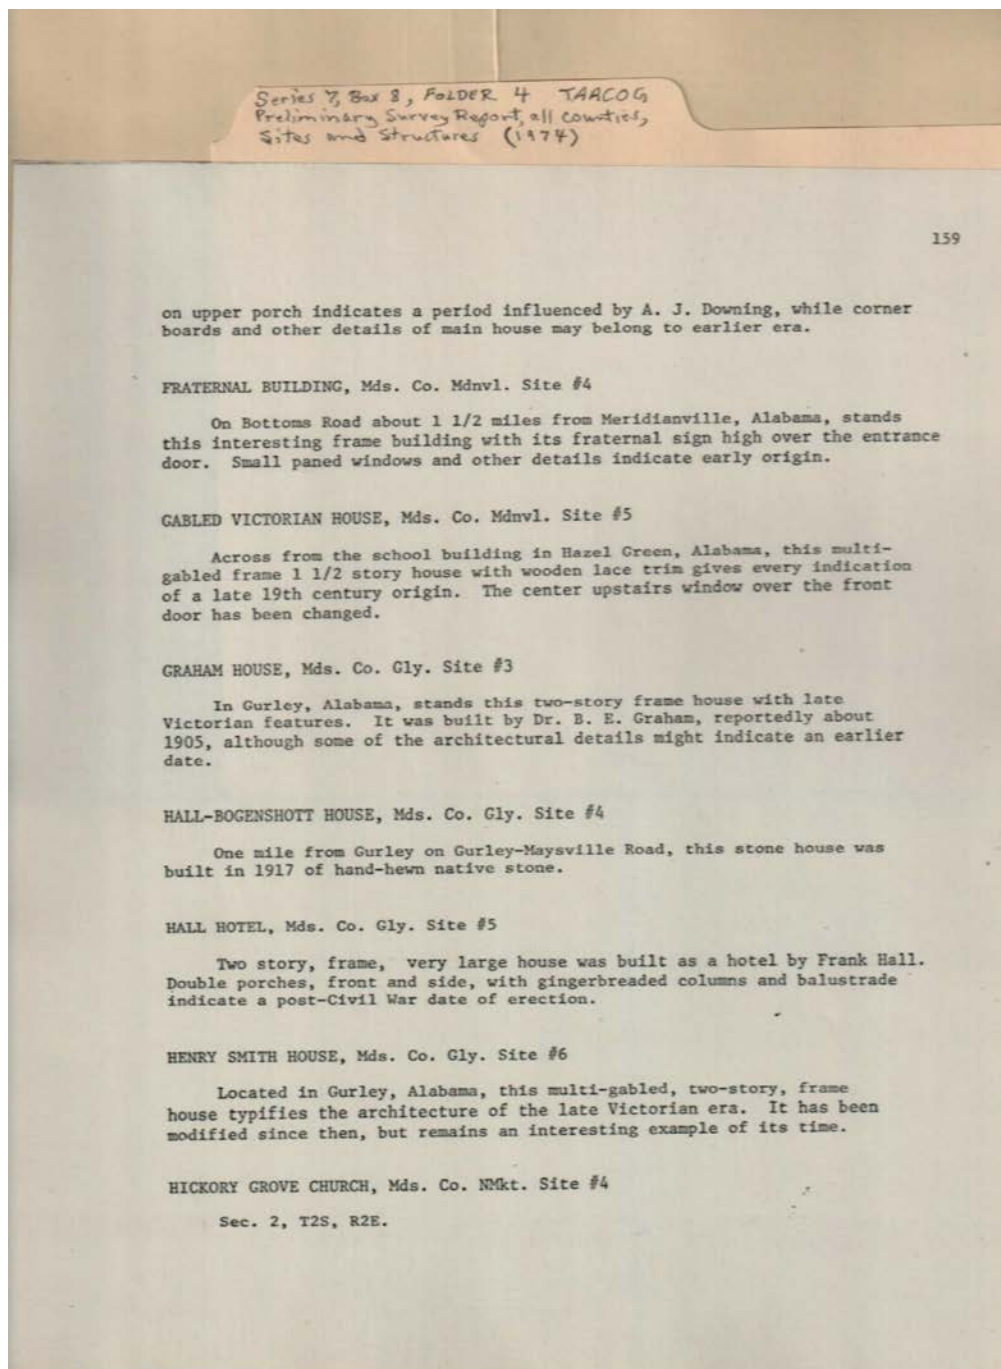 Series 7, Box 8, FOLDER 4 TARCOG
Preliminary Survey Report, all counties,
Sites and Structures (1974)
159
on upper porch indicates a period influenced by A. J. Downing, while corner
boards and other details of main house may belong to earlier era.
FRATERNAL BUILDING, Mds. Co. Mdnvl. Site #4
On Bottoms Road about 1 1/2 miles from Meridianville, Alabama, stands
this interesting frame building with its fraternal sign high over the entrance
door. Small paned windows and other details indicate early origin.
GABLED VICTORIAN HOUSE, Mds. Co. Mdnvl. Site #5
Across from the school building in Hazel Green, Alabama, this multi-
gabled frame 1 1/2 story house with wooden lace trim gives every indication
of a late 19th century origin. The center upstairs window over the front
door has been changed.
GRAHAM HOUSE, Mds. Co. Gly. Site #3
In Gurley, Alabama, stands this two-story frame house with late
Victorian features. It was built by Dr. B. E. Graham, reportedly about
1905, although some of the architectural details might indicate an earlier
date.
HALL-BOGENSHOTT HOUSE, Mds. Co. Gly. Site #4
One mile from Gurley on Gurley-Maysville Road, this stone house was
built in 1917 of hand-hewn native stone.
HALL HOTEL, Mds. Co. Gly. Site #5
Two story, frame, very large house was built as a hotel by Frank Hall.
Double porches, front and side, with gingerbreaded columns and balustrade
indicate a post-Civil War date of erection.
HENRY SMITH HOUSE, Mds. Co. Gly. Site #6
Located in Gurley, Alabama, this multi-gabled, two-story, frame
house typifies the architecture of the late Victorian era. It has been
modified since then, but remains an interesting example of its time.
HICKORY GROVE CHURCH, Mds. Co. NMkt. Site #4
Sec. 2, T2S, R2E.